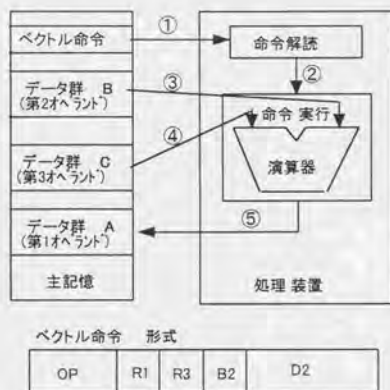 ベクトル命令
①
命令解読
②
データ群 B
(第2オペランド)
③
命令 実行
④
データ群 C
(第3オペランド)
演算器
データ群 A
(第1オペランド)
⑤
主記憶
処理 装置
ベクトル命令 形式
OP R1 R3 B2 D2